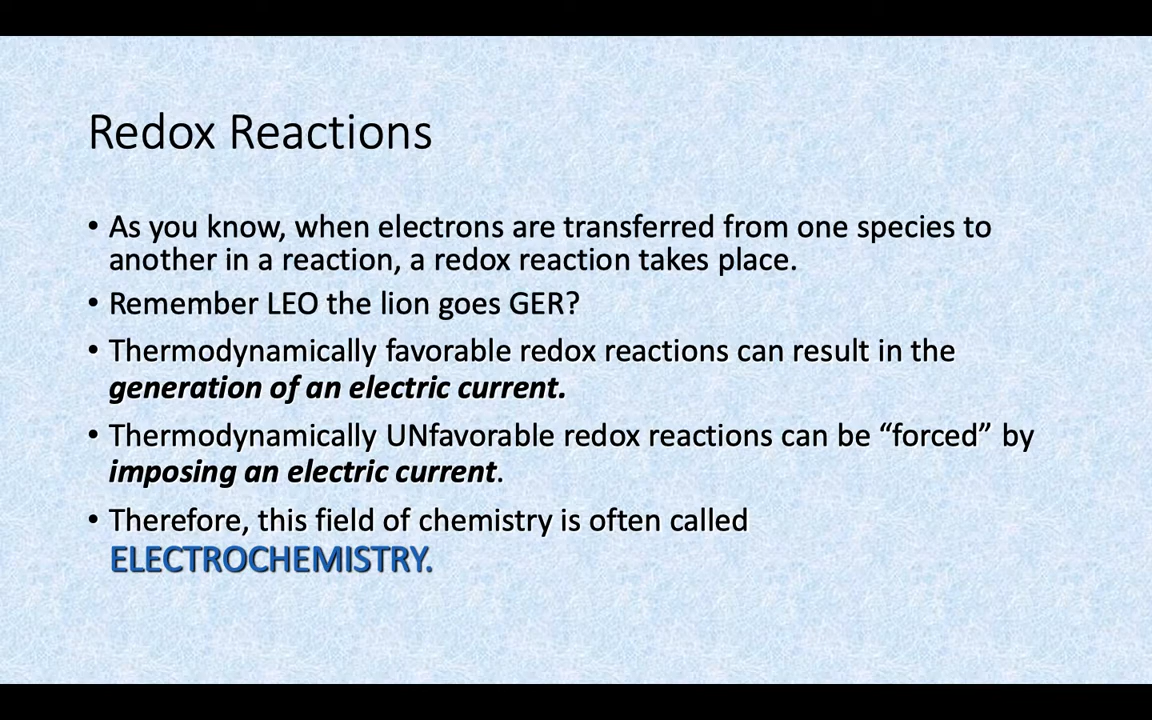 Redox Reactions
• As you know, when electrons are transferred from one species to
another in a reaction, a redox reaction takes place.
• Remember LEO the lion goes GER?
• Thermodynamically favorable redox reactions can result in the
generation of an electric current.
• Thermodynamically UNfavorable redox reactions can be “forced” by
imposing an electric current.
• Therefore, this field of chemistry is often called
ELECTROCHEMISTRY.